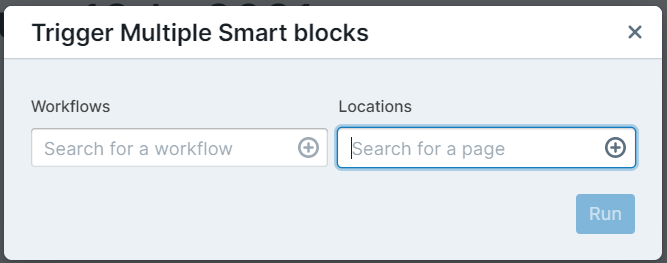 Trigger Multiple Smart blocks
Workflows
Locations
Search for a workflow
Search for a page
Run